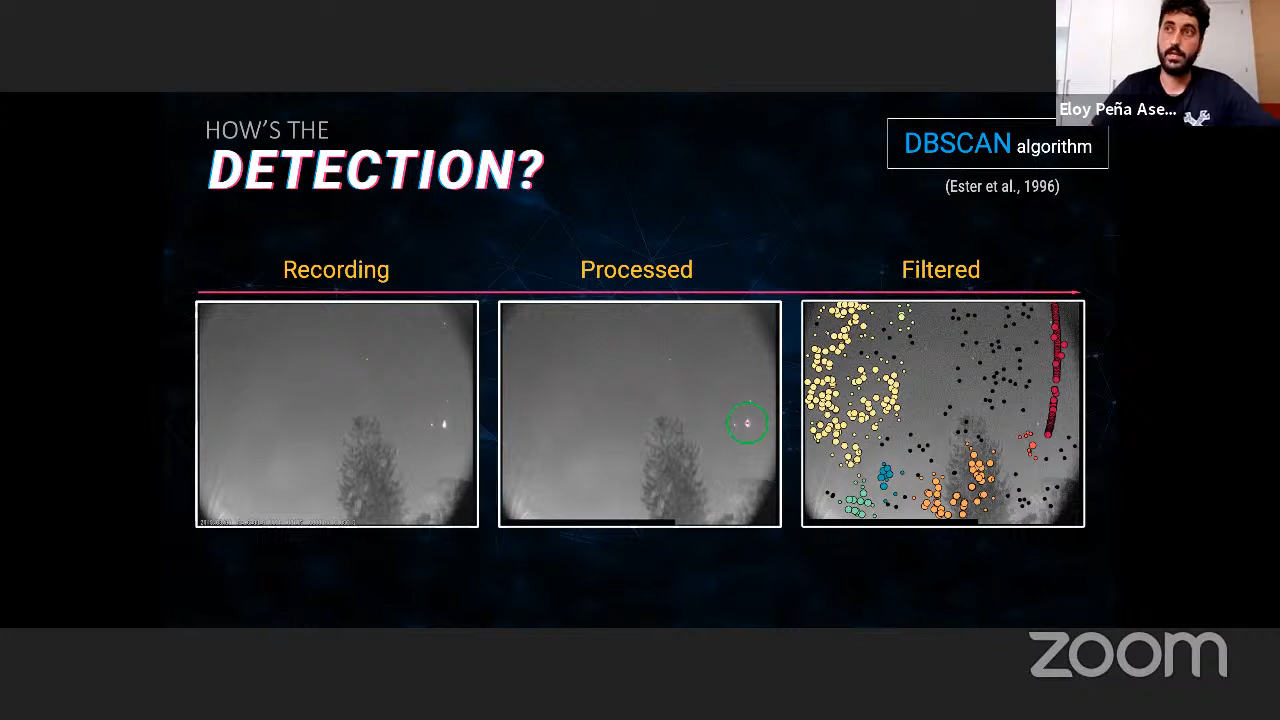 Eloy Peña Ase...
HOW'S THE
DETECTION?
DBSCAN algorithm
(Ester et al., 1996)
Recording
Processed
Filtered
zoom